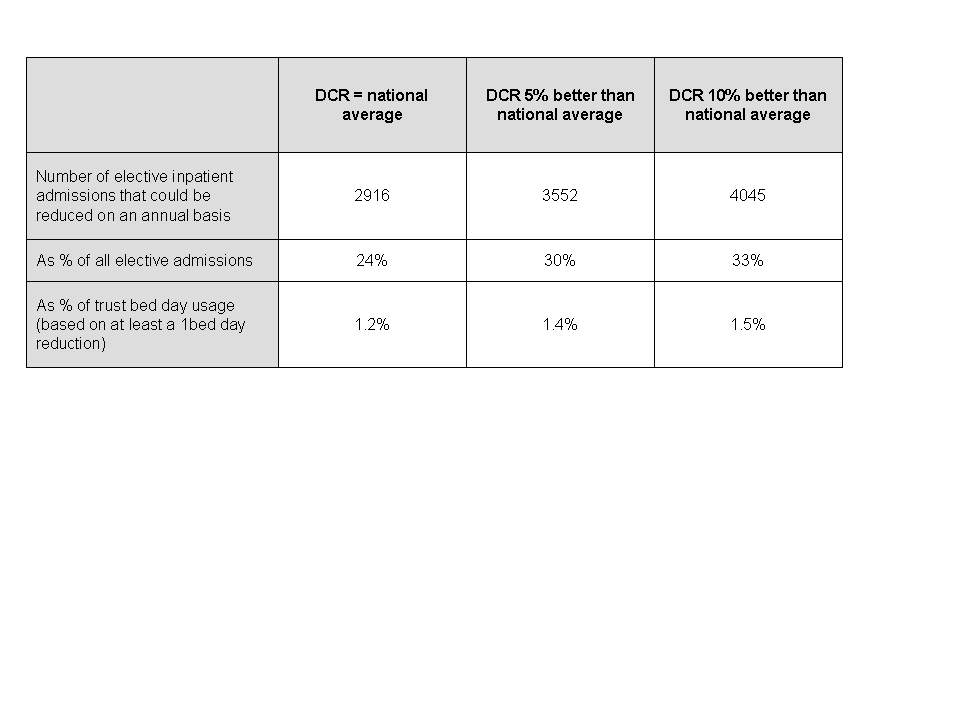 DCR = national
average
DCR 5% better than
national average
DCR 10% better than
national average
Number of elective inpatient
admissions that could be
reduced on an annual basis
2916
3552
4045
As % of all elective admissions
24%
30%
33%
As % of trust bed day usage
(based on at least a 1bed day
reduction)
1.2%
1.4%
1.5%